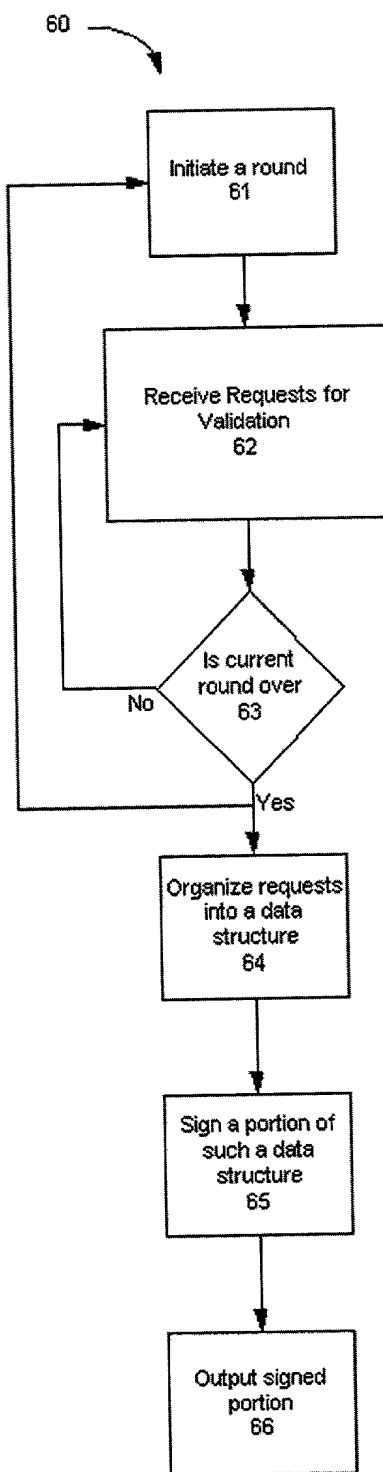 60
Initiate a round
61
Receive Requests for
Validation
62
Is current
round over
63
No
Yes
Organize requests
into a data
structure
64
Sign a portion of
such a data
structure
65
Output signed
portion
66